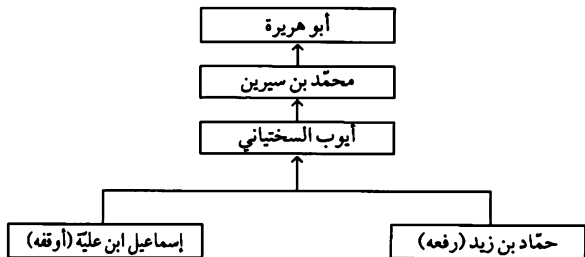 أبو هريرة
محمّد بن سيرين
أيوب السختياني
حمّاد بن زيد (رفعه)
إسماعيل ابن عليّة (أوقفه)